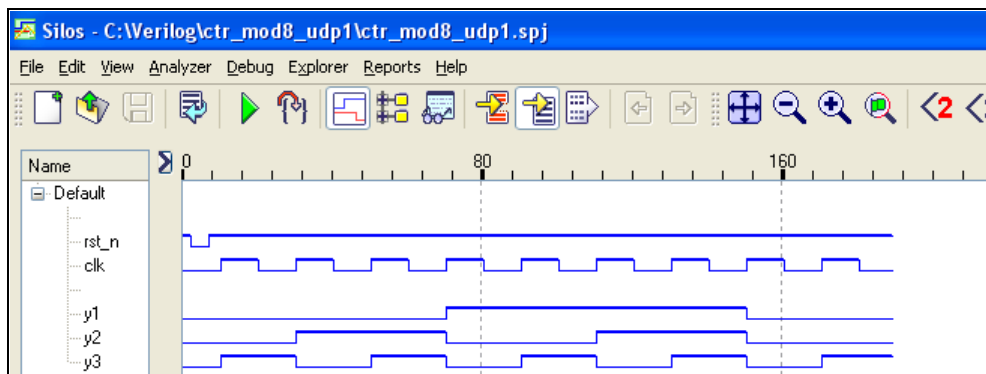 Silos - C:\Verilog\ctr_mod8_udp1\ctr_mod8_udp1.spj
File Edit View Analyzer Debug Explorer Reports Help
2
Name
0 80 160
Default
rst_n
clk
y1
y2
y3